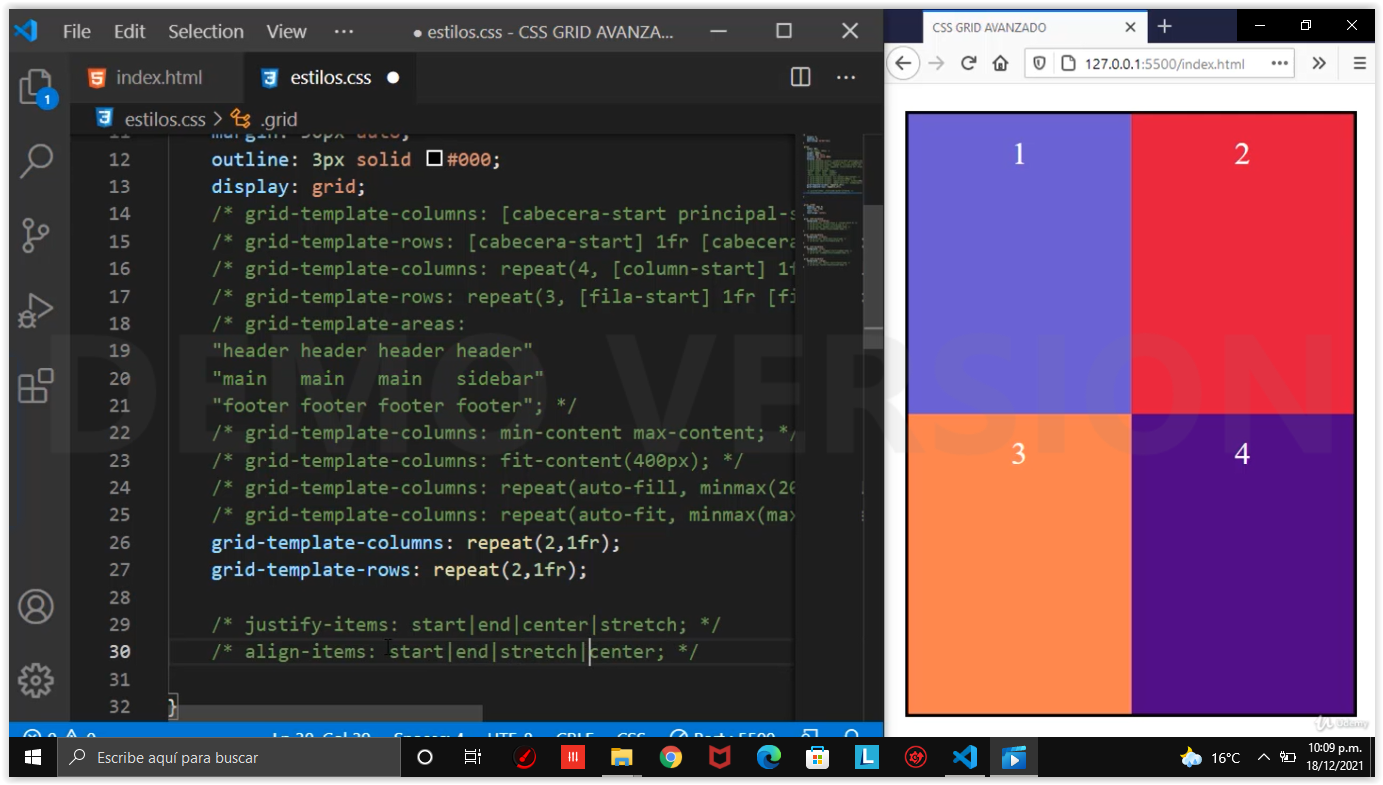 File Edit Selection View ··· ● estilos.css - CSS GRID AVANZA...
index.html estilos.css ●
estilos.css > .grid
11 margin: 50px auto;
12 outline: 3px solid #000;
13 display: grid;
14 /* grid-template-columns: [cabecera-start principal-s
15 /* grid-template-rows: [cabecera-start] 1fr [cabecera
16 /* grid-template-columns: repeat(4, [column-start] 1f
17 /* grid-template-rows: repeat(3, [fila-start] 1fr [fi
18 /* grid-template-areas:
19 "header header header header"
20 "main main main sidebar"
21 "footer footer footer footer"; */
22 /* grid-template-columns: min-content max-content; */
23 /* grid-template-columns: fit-content(400px); */
24 /* grid-template-columns: repeat(auto-fill, minmax(20
25 /* grid-template-columns: repeat(auto-fit, minmax(max
26 grid-template-columns: repeat(2,1fr);
27 grid-template-rows: repeat(2,1fr);
28
29 /* justify-items: start|end|center|stretch; */
30 /* align-items: start|end|stretch|center; */
31
32 }
1
0 0 Ln 30, Col 39 Spaces: 4 UTF-8 CRLF CSS Port : 5500
CSS GRID AVANZADO
127.0.0.1:5500/index.html
1 2
3 4
DEMO VERSION
Udemy
Escribe aquí para buscar
16°C
10:09 p.m.
18/12/2021